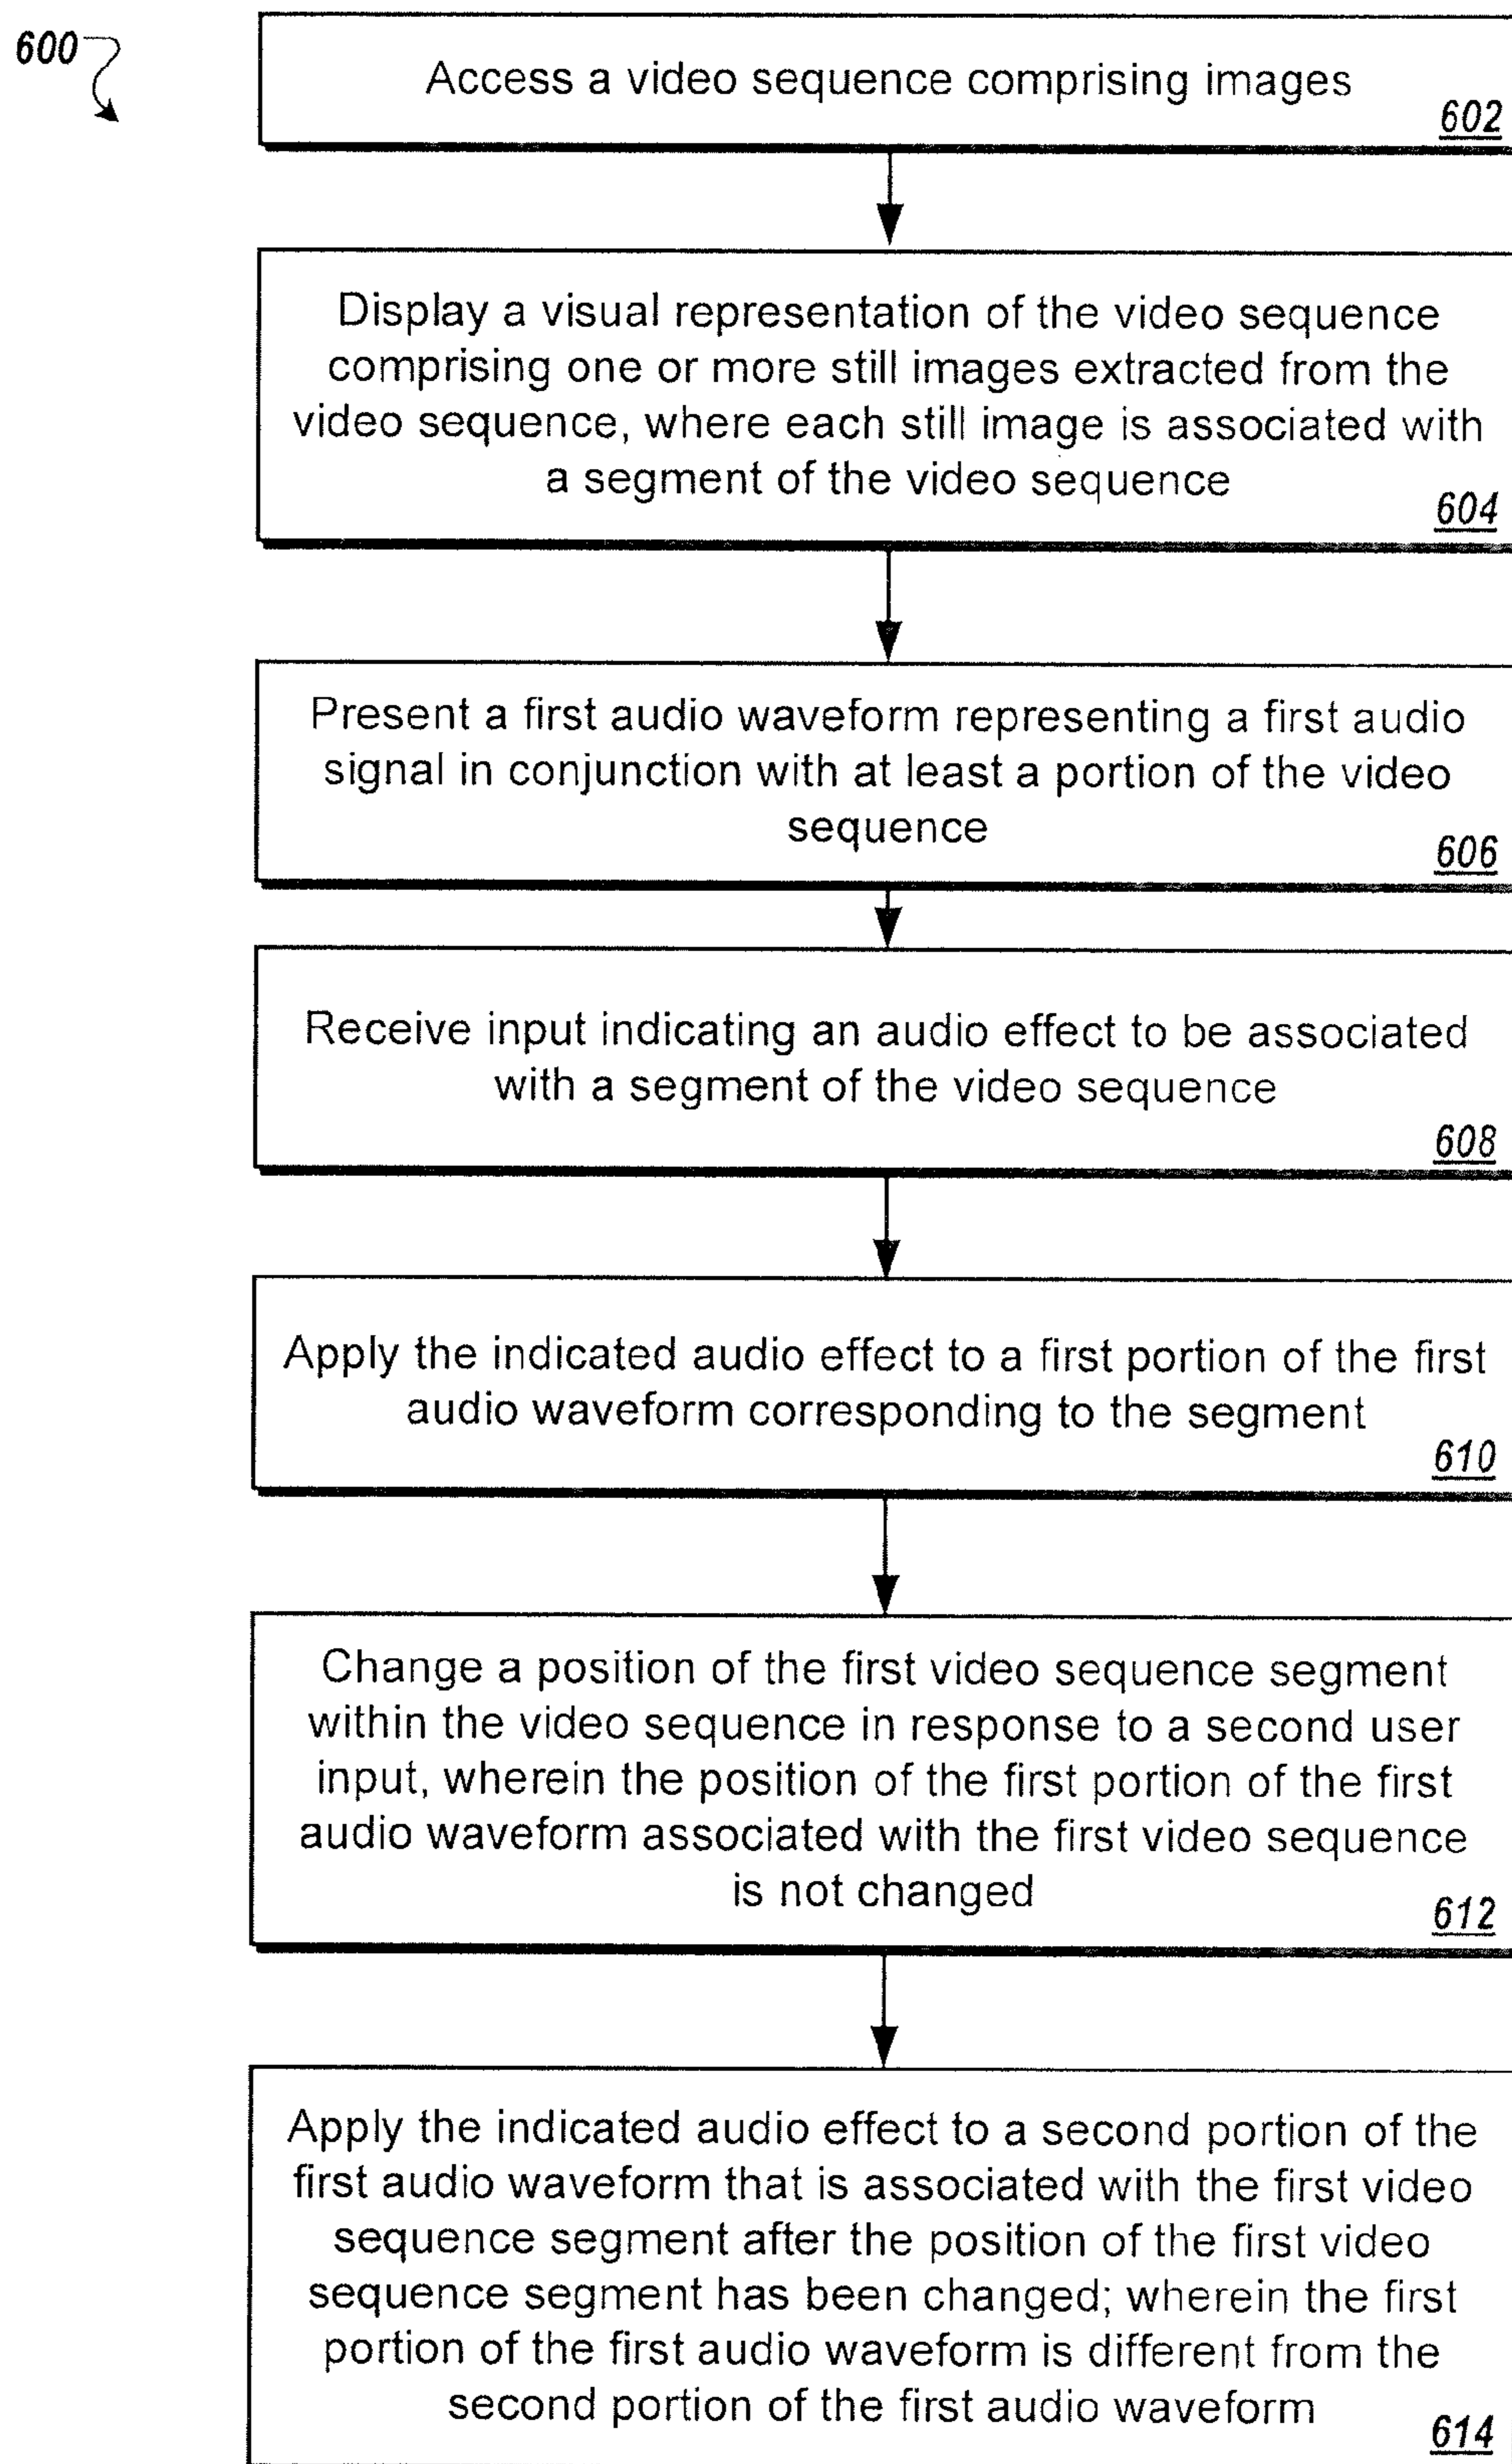 600
Access a video sequence comprising images
602
Display a visual representation of the video sequence
comprising one or more still images extracted from the
video sequence, where each still image is associated with
a segment of the video sequence
604
Present a first audio waveform representing a first audio
signal in conjunction with at least a portion of the video
sequence
606
Receive input indicating an audio effect to be associated
with a segment of the video sequence
608
Apply the indicated audio effect to a first portion of the first
audio waveform corresponding to the segment
610
Change a position of the first video sequence segment
within the video sequence in response to a second user
input, wherein the position of the first portion of the first
audio waveform associated with the first video sequence
is not changed
612
Apply the indicated audio effect to a second portion of the
first audio waveform that is associated with the first video
sequence segment after the position of the first video
sequence segment has been changed; wherein the first
portion of the first audio waveform is different from the
second portion of the first audio waveform
614